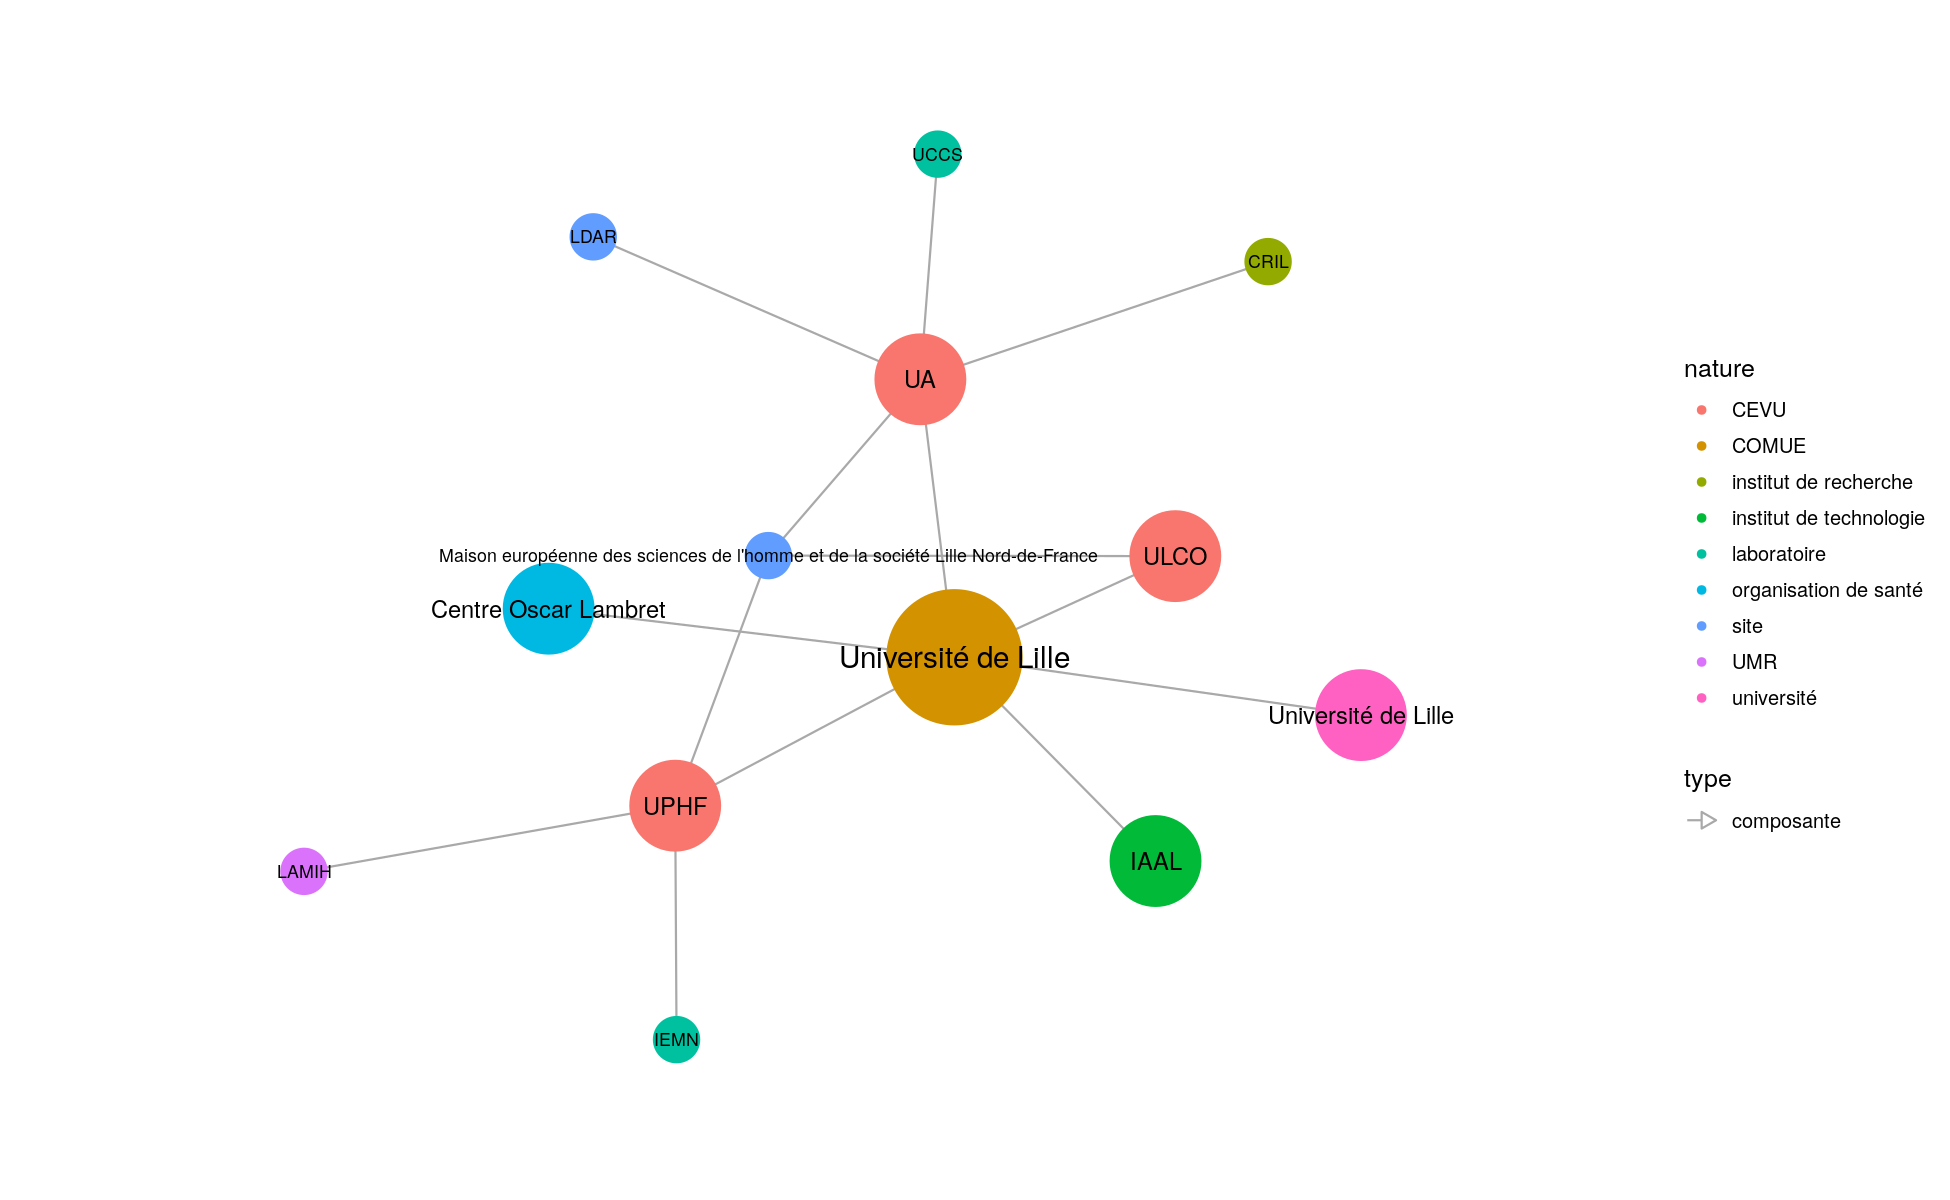 UCCS
LDAR
CRIL
UA
Maison européenne des sciences de l'homme et de la société Lille Nord-de-France
ULCO
Centre Oscar Lambret
Université de Lille
Université de Lille
UPHF
IAAL
LAMIH
IEMN
nature
CEVU
COMUE
institut de recherche
institut de technologie
laboratoire
organisation de santé
site
UMR
université
type
composante